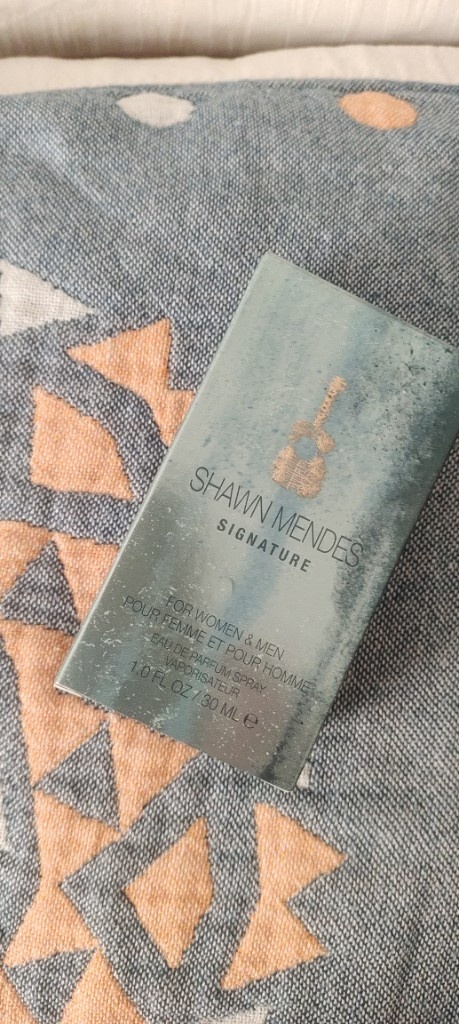 SHAWN MENDES
SIGNATURE
FOR WOMEN & MEN
POUR FEMME ET POUR HOMME
EAU DE PARFUM SPRAY
VAPORISATEUR
1.0 FL OZ / 30 ML ℮